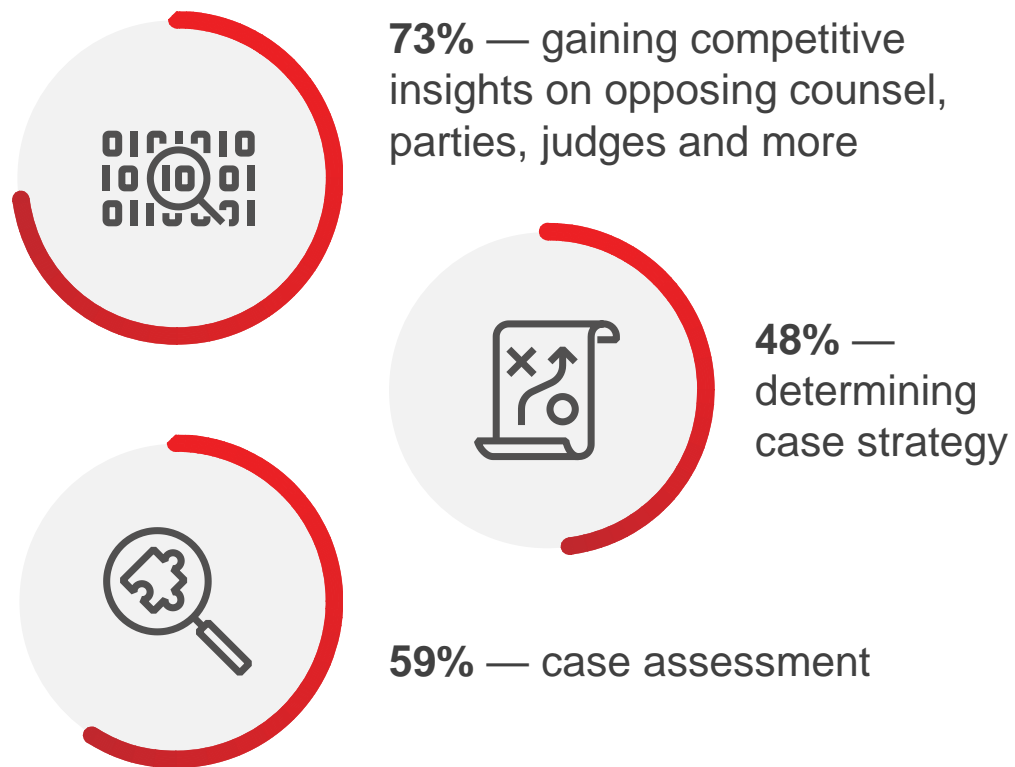 73% — gaining competitive
insights on opposing counsel,
parties, judges and more
48% —
determining
case strategy
59% — case assessment